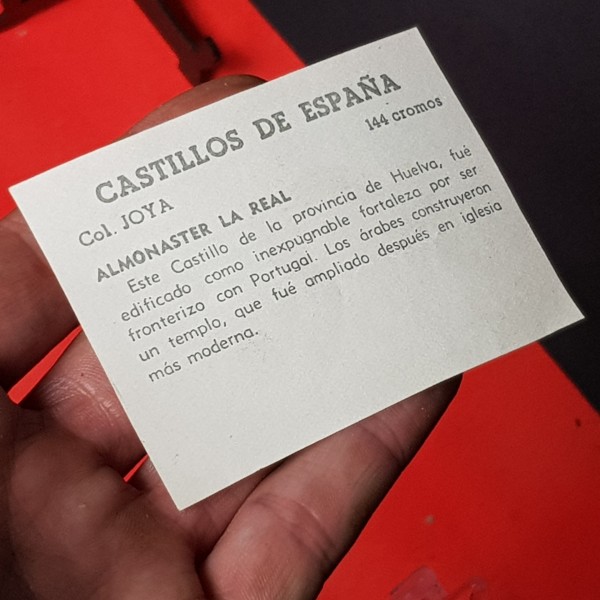 CASTILLOS DE ESPAÑA
Col. JOYA
144 cromos
ALMONASTER LA REAL
Este Castillo de la provincia de Huelva, fué
edificado como inexpugnable fortaleza por ser
fronterizo con Portugal. Los árabes construyeron
un templo, que fué ampliado después en iglesia
más moderna.